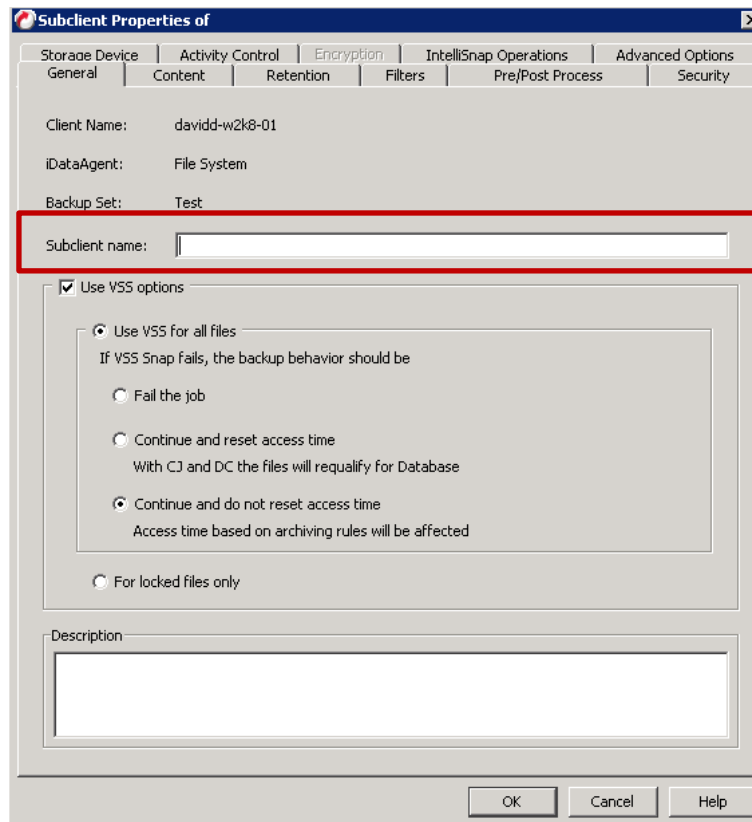 Subclient Properties of
Storage Device Activity Control Encryption IntelliSnap Operations Advanced Options
General Content Retention Filters Pre/Post Process Security
Client Name: davidd-w2k8-01
iDataAgent: File System
Backup Set: Test
Subclient name:
Use VSS options
Use VSS for all files
If VSS Snap fails, the backup behavior should be
Fail the job
Continue and reset access time
With CJ and DC the files will requalify for Database
Continue and do not reset access time
Access time based on archiving rules will be affected
For locked files only
Description
OK Cancel Help